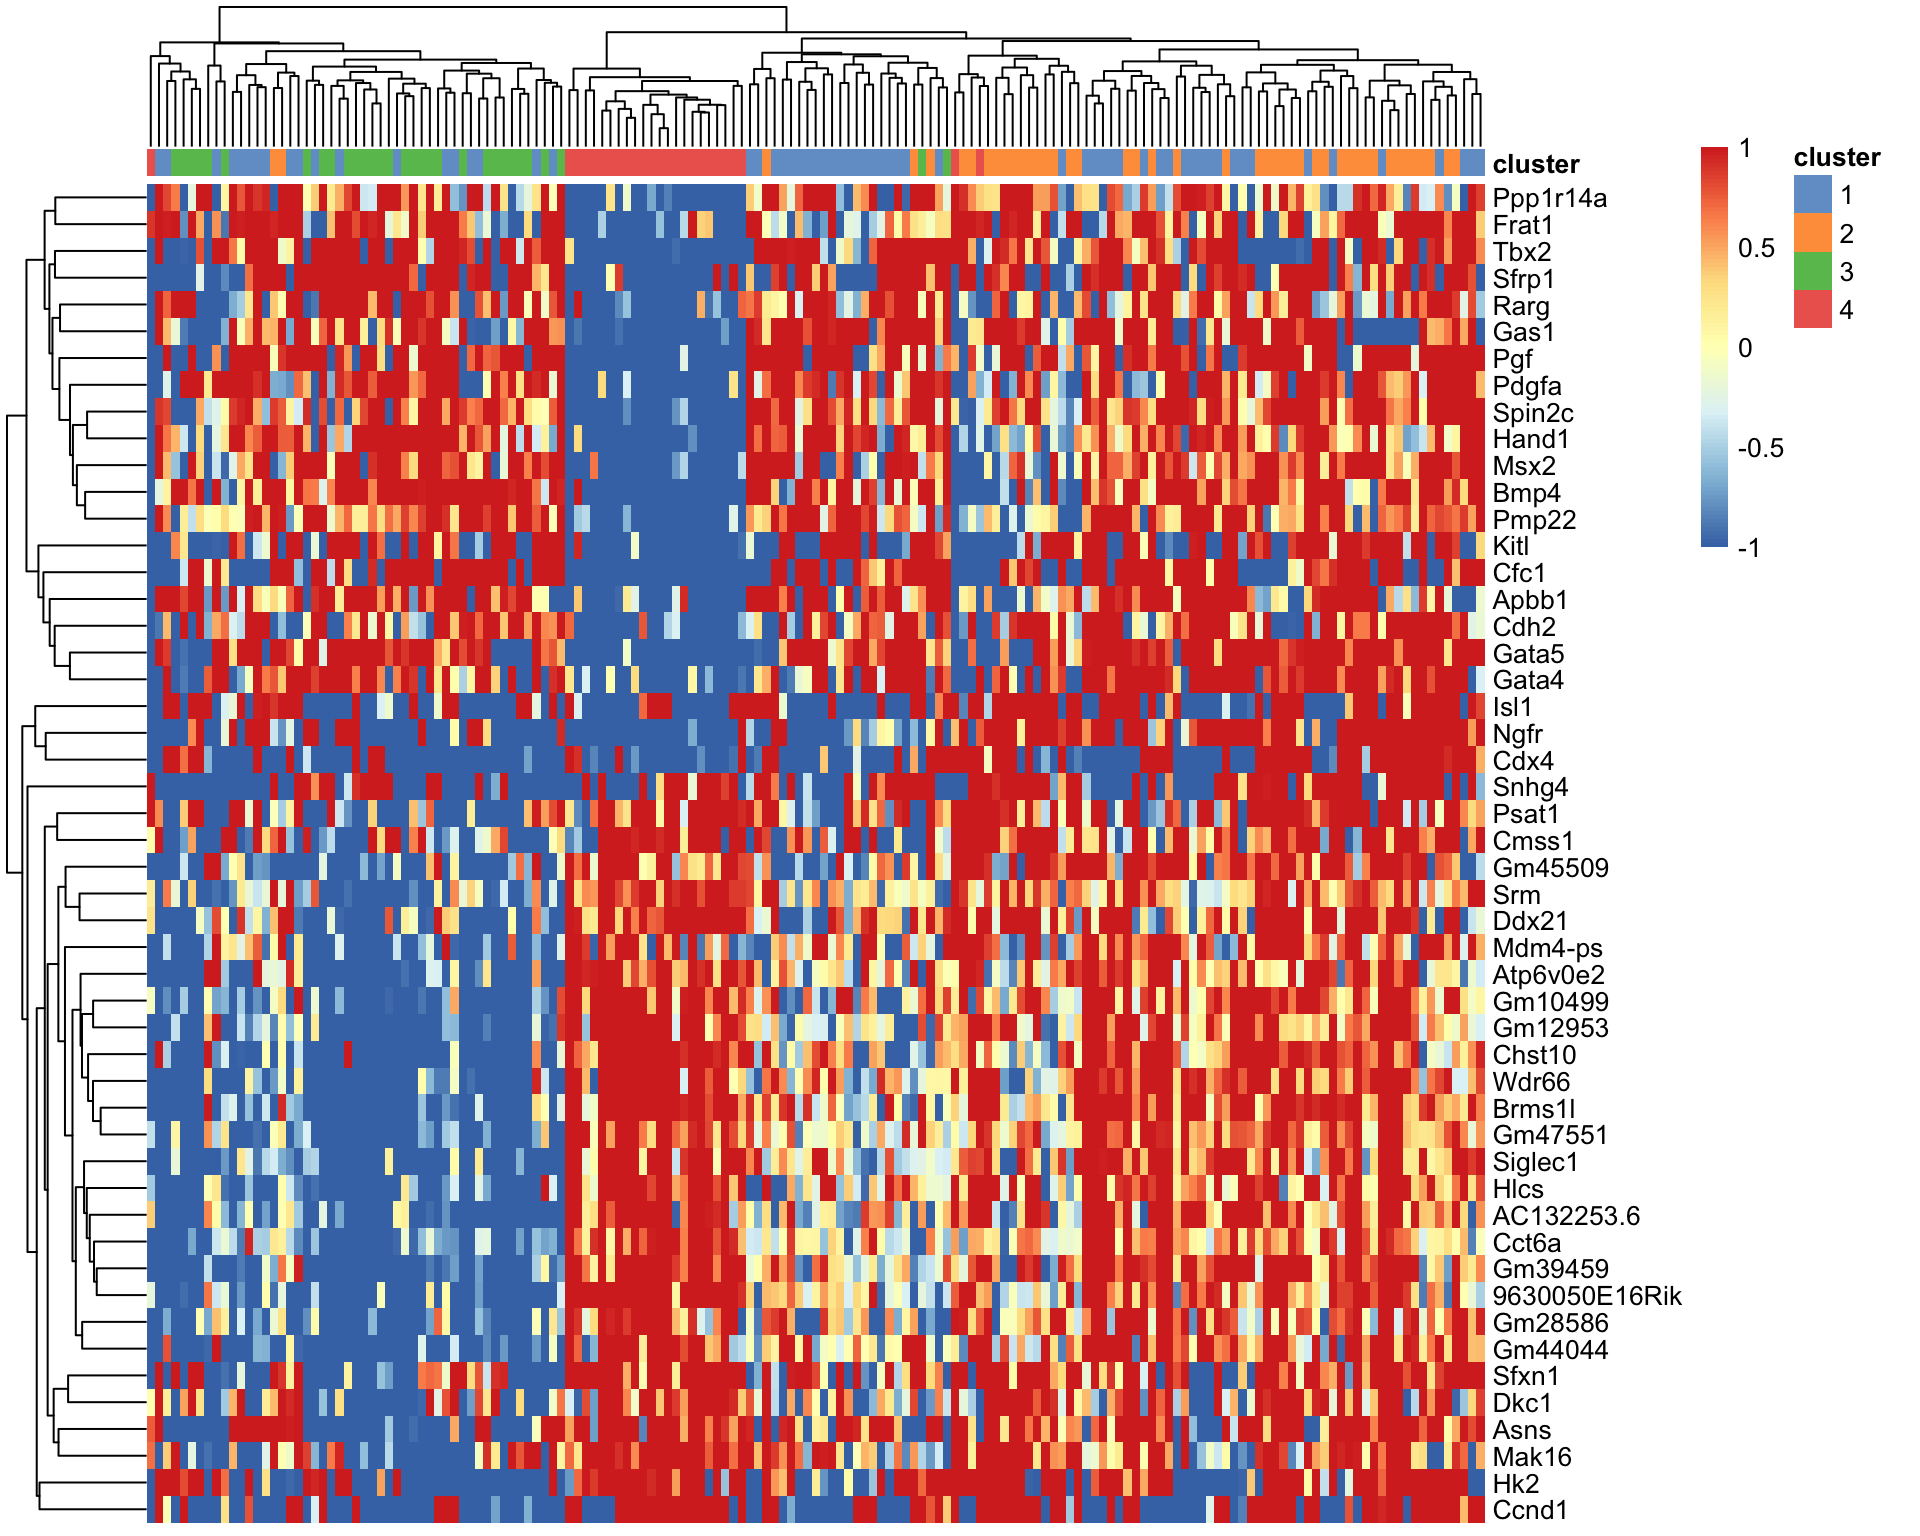 cluster
Ppp1r14a
Frat1
Tbx2
Sfrp1
Rarg
Gas1
Pgf
Pdgfa
Spin2c
Hand1
Msx2
Bmp4
Pmp22
Kitl
Cfc1
Apbb1
Cdh2
Gata5
Gata4
Isl1
Ngfr
Cdx4
Snhg4
Psat1
Cmss1
Gm45509
Srm
Ddx21
Mdm4-ps
Atp6v0e2
Gm10499
Gm12953
Chst10
Wdr66
Brms1l
Gm47551
Siglec1
Hlcs
AC132253.6
Cct6a
Gm39459
9630050E16Rik
Gm28586
Gm44044
Sfxn1
Dkc1
Asns
Mak16
Hk2
Ccnd1
1
0.5
0
-0.5
-1
cluster
1
2
3
4